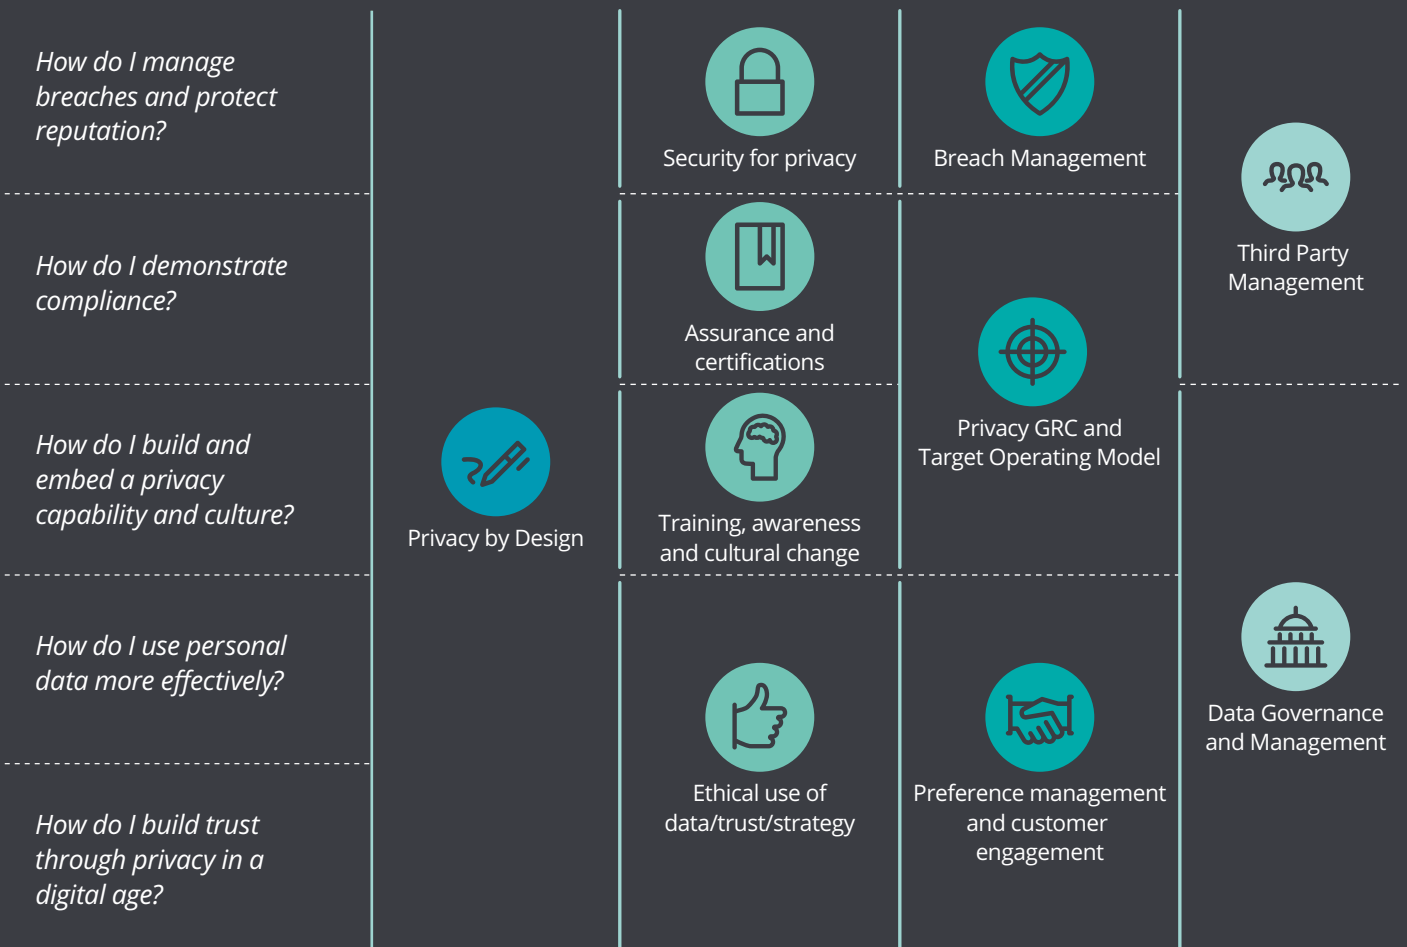 How do I manage
breaches and protect
reputation?
Security for privacy
Breach Management
Third Party
Management
How do I demonstrate
compliance?
Assurance and
certifications
Privacy GRC and
Target Operating Model
How do I build and
embed a privacy
capability and culture?
Privacy by Design
Training, awareness
and cultural change
How do I use personal
data more effectively?
Data Governance
and Management
Ethical use of
data/trust/strategy
Preference management
and customer
engagement
How do I build trust
through privacy in a
digital age?